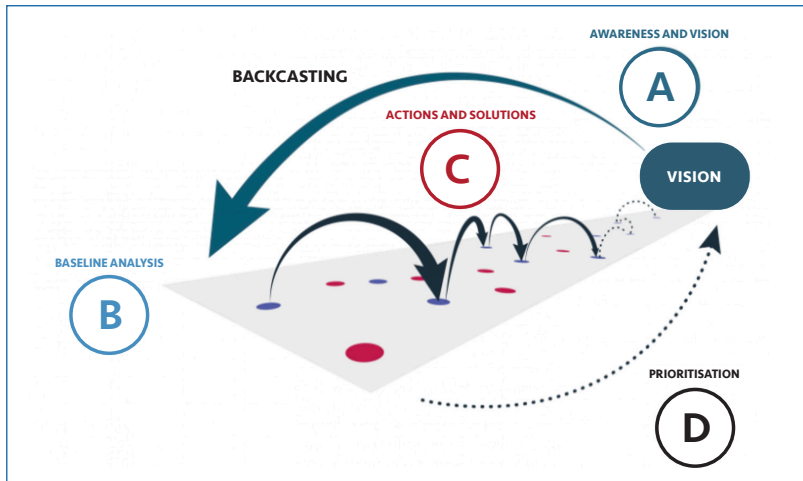 AWARENESS AND VISION
A
BACKCASTING
ACTIONS AND SOLUTIONS
C
VISION
BASELINE ANALYSIS
B
PRIORITISATION
D